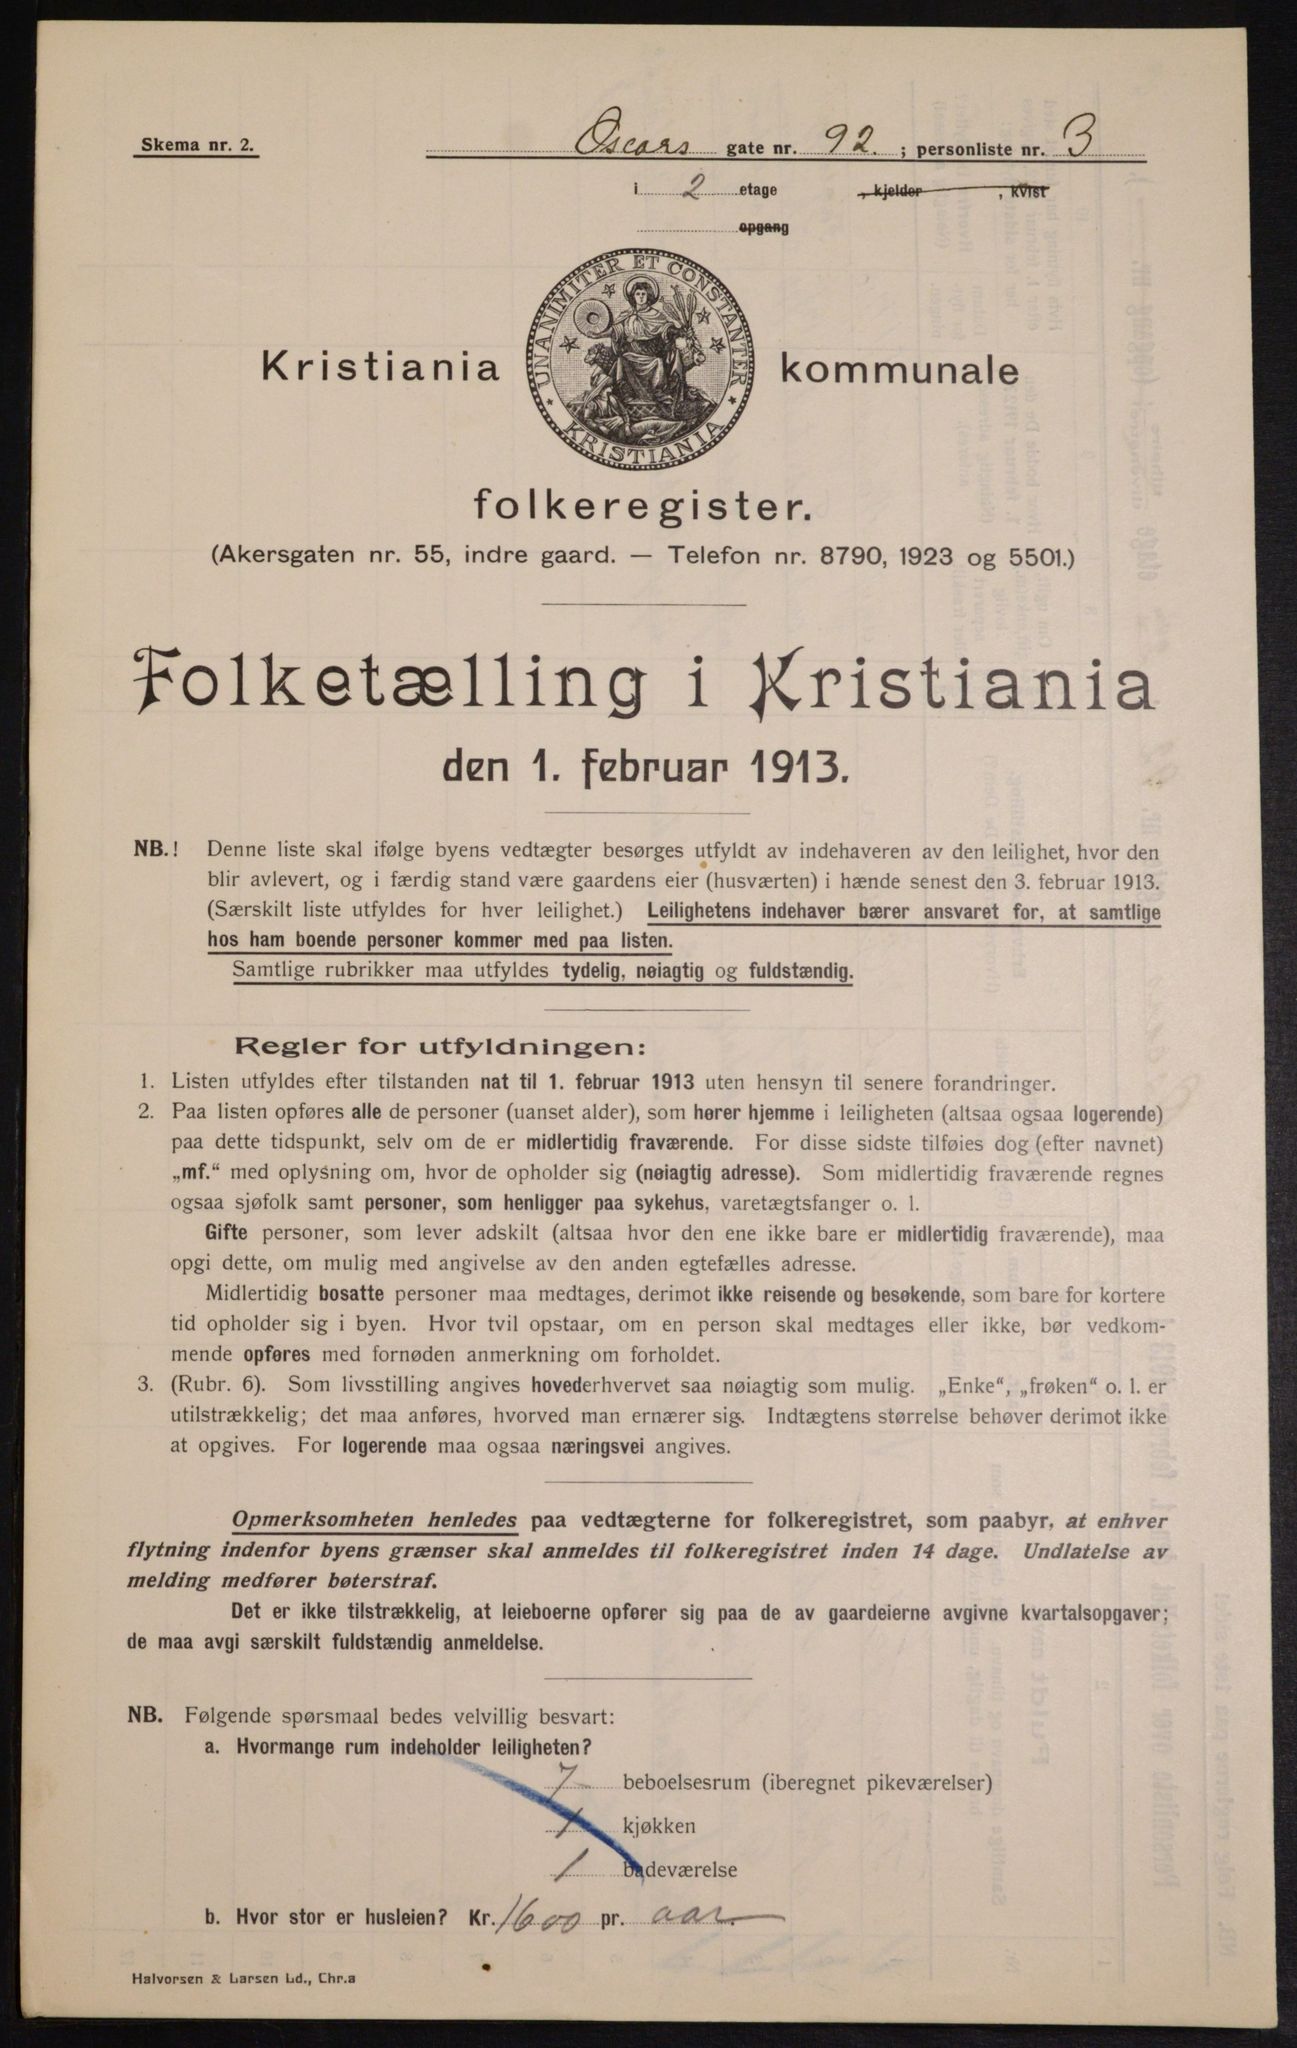 Skema nr. 2.
Oscars gate nr. 92. ; personliste nr. 3
i 2 etage , kjelder , kvist
opgang
UNANIMITER ET CONSTANTER
KRISTIANIA
Kristiania kommunale
folkeregister.
(Akersgaten nr. 55, indre gaard. — Telefon nr. 8790, 1923 og 5501.)
Folketælling i Kristiania
den 1. februar 1913.
NB.! Denne liste skal ifølge byens vedtægter besørges utfyldt av indehaveren av den leilighet, hvor den
blir avlevert, og i færdig stand være gaardens eier (husværten) i hænde senest den 3. februar 1913.
(Særskilt liste utfyldes for hver leilighet.) Leilighetens indehaver bærer ansvaret for, at samtlige
hos ham boende personer kommer med paa listen.
Samtlige rubrikker maa utfyldes tydelig, nøiagtig og fuldstændig.
Regler for utfyldningen:
1. Listen utfyldes efter tilstanden nat til 1. februar 1913 uten hensyn til senere forandringer.
2. Paa listen opføres alle de personer (uanset alder), som hører hjemme i leiligheten (altsaa ogsaa logerende)
paa dette tidspunkt, selv om de er midlertidig fraværende. For disse sidste tilføies dog (efter navnet)
„mf.“ med oplysning om, hvor de opholder sig (nøiagtig adresse). Som midlertidig fraværende regnes
ogsaa sjøfolk samt personer, som henligger paa sykehus, varetægtsfanger o. l.
Gifte personer, som lever adskilt (altsaa hvor den ene ikke bare er midlertidig fraværende), maa
opgi dette, om mulig med angivelse av den anden egtefælles adresse.
Midlertidig bosatte personer maa medtages, derimot ikke reisende og besøkende, som bare for kortere
tid opholder sig i byen. Hvor tvil opstaar, om en person skal medtages eller ikke, bør vedkom-
mende opføres med fornøden anmerkning om forholdet.
3. (Rubr. 6). Som livsstilling angives hovederhvervet saa nøiagtig som mulig. „Enke“, „frøken“ o. l. er
utilstrækkelig; det maa anføres, hvorved man ernærer sig. Indtægtens størrelse behøver derimot ikke
at opgives. For logerende maa ogsaa næringsvei angives.
Opmerksomheten henledes paa vedtægterne for folkeregistret, som paabyr, at enhver
flytning indenfor byens grænser skal anmeldes til folkeregistret inden 14 dage. Undlatelse av
melding medfører bøterstraf.
Det er ikke tilstrækkelig, at leieboerne opfører sig paa de av gaardeierne avgivne kvartalsopgaver;
de maa avgi særskilt fuldstændig anmeldelse.
NB. Følgende spørsmaal bedes velvillig besvart:
a. Hvormange rum indeholder leiligheten?
7 beboelsesrum (iberegnet pikeværelser)
1 kjøkken
1 badeværelse
b. Hvor stor er husleien? Kr. 1600 pr. aar.
Halvorsen & Larsen Ld., Chr.a